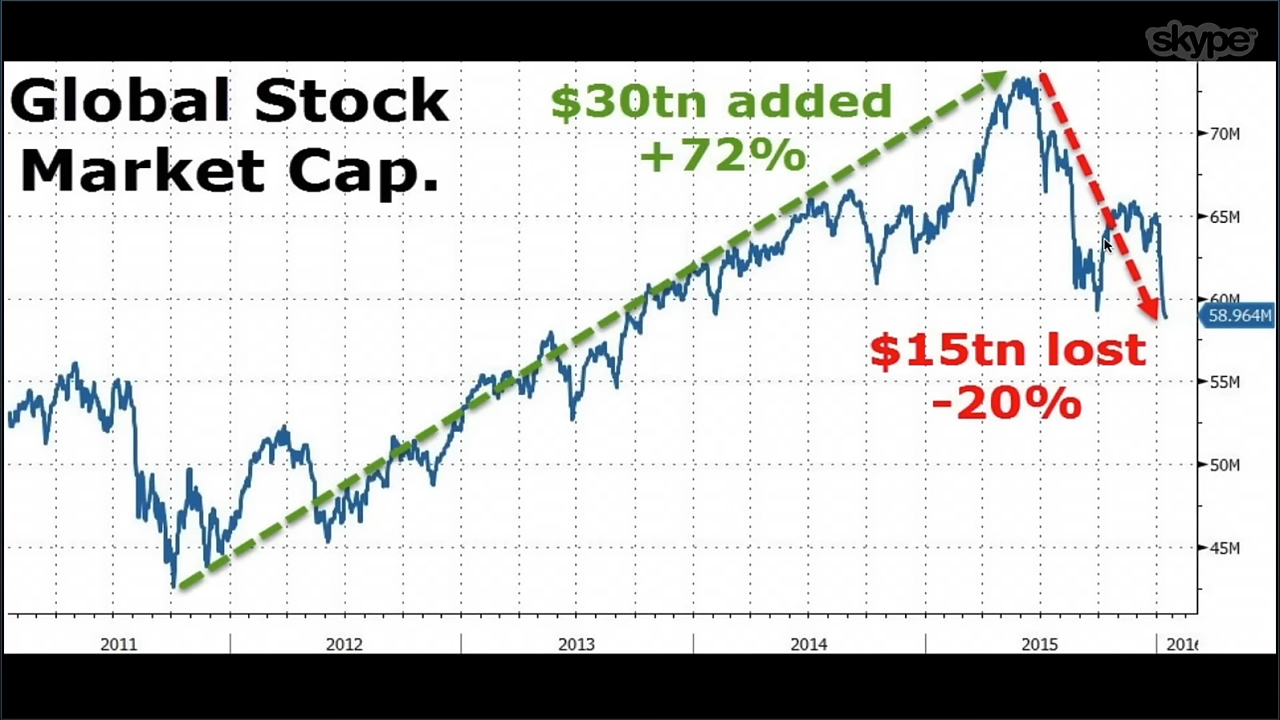 skype™
Global Stock
Market Cap.
$30tn added
+72%
$15tn lost
-20%
70M
65M
60M
58.964M
55M
50M
45M
2011
2012
2013
2014
2015
2016